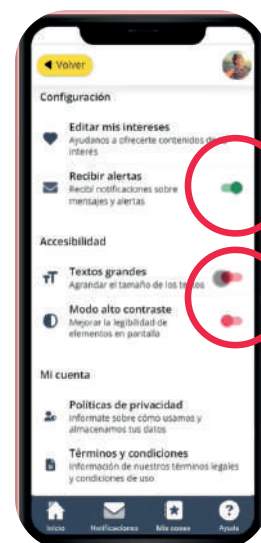 Volver
Configuración
Editar mis intereses
Ayudanos a ofrecerte contenidos de
interés
Recibir alertas
Recibí notificaciones sobre
mensajes y alertas
Accesibilidad
Textos grandes
Agrandar el tamaño de los textos
Modo alto contraste
Mejorar la legibilidad de
elementos en pantalla
Mi cuenta
Políticas de privacidad
Informate sobre cómo usamos y
almacenamos tus datos
Términos y condiciones
Información de nuestros términos legales
y condiciones de uso
Inicio Notificaciones Mis cosas Ayuda